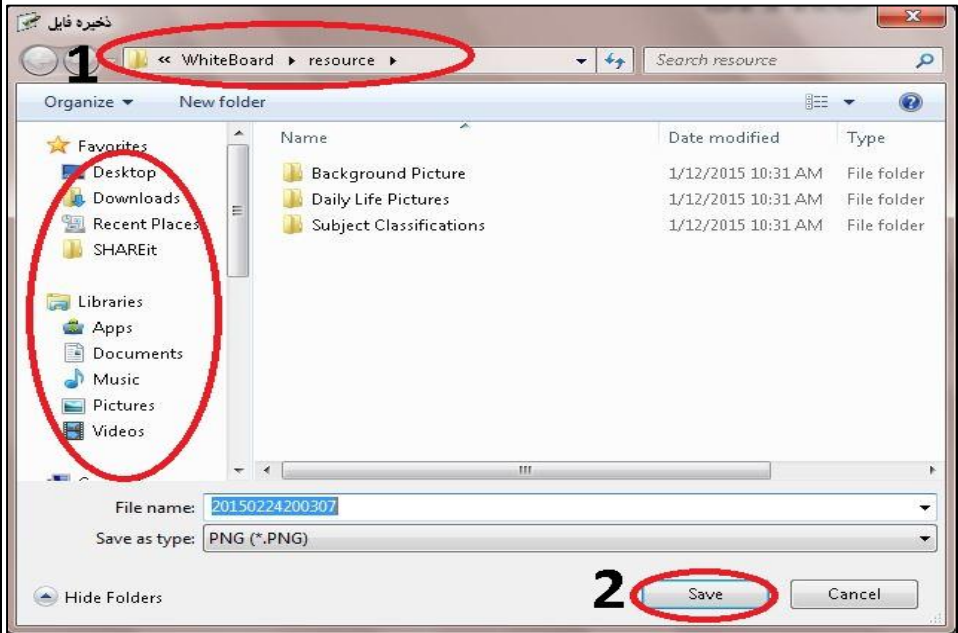 ذخیره فایل
1
« WhiteBoard ▸ resource ▸
Search resource
Organize
New folder
Name
Date modified
Type
Favorites
Desktop
Downloads
Recent Places
SHAREit
Libraries
Apps
Documents
Music
Pictures
Videos
Background Picture 1/12/2015 10:31 AM File folder
Daily Life Pictures 1/12/2015 10:31 AM File folder
Subject Classifications 1/12/2015 10:31 AM File folder
File name: 20150224200307
Save as type: PNG (*.PNG)
Hide Folders
2
Save
Cancel